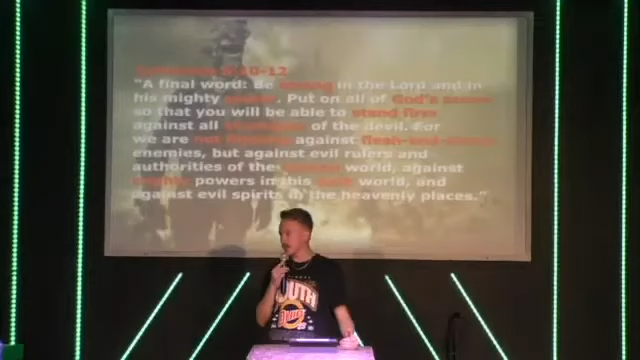 10-12
"A final word: Be strong in the Lord and in
his mighty power. Put on all of God's armor
so that you will be able to stand firm
against all of the devil. For
we are not against flesh-and-blood
enemies, but against evil rulers and
authorities of the world, against
mighty powers in this dark world, and
against evil spirits in the heavenly places."
YOUTH